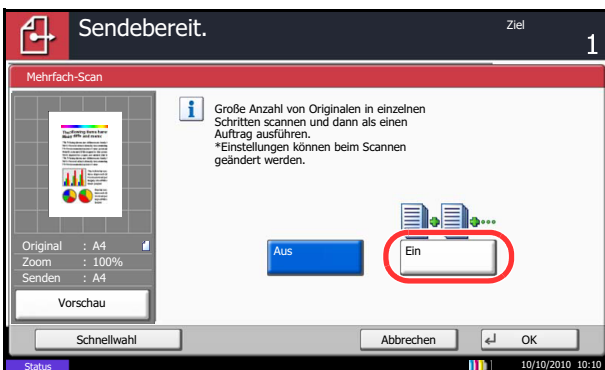 Sendebereit.
Ziel
1
Mehrfach-Scan
Große Anzahl von Originalen in einzelnen
Schritten scannen und dann als einen
Auftrag ausführen.
*Einstellungen können beim Scannen
geändert werden.
Original : A4
Zoom : 100%
Senden : A4
Aus
Ein
Vorschau
Schnellwahl
Abbrechen
OK
Status
10/10/2010 10:10